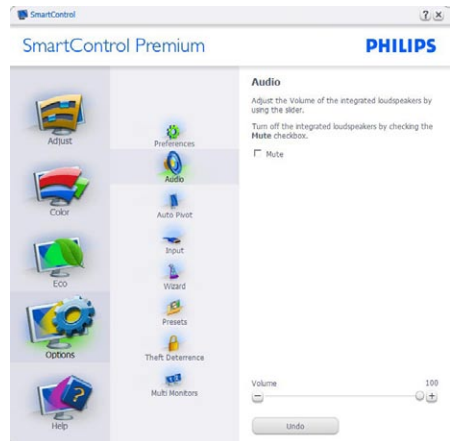 SmartControl
SmartControl Premium
PHILIPS
Adjust
Color
Eco
Options
Help
Preferences
Audio
Auto Pivot
Input
Wizard
Presets
Theft Deterrence
Multi Monitors
Audio
Adjust the Volume of the integrated loudspeakers by
using the slider.
Turn off the integrated loudspeakers by checking the
Mute checkbox.
Mute
Volume 100
Undo